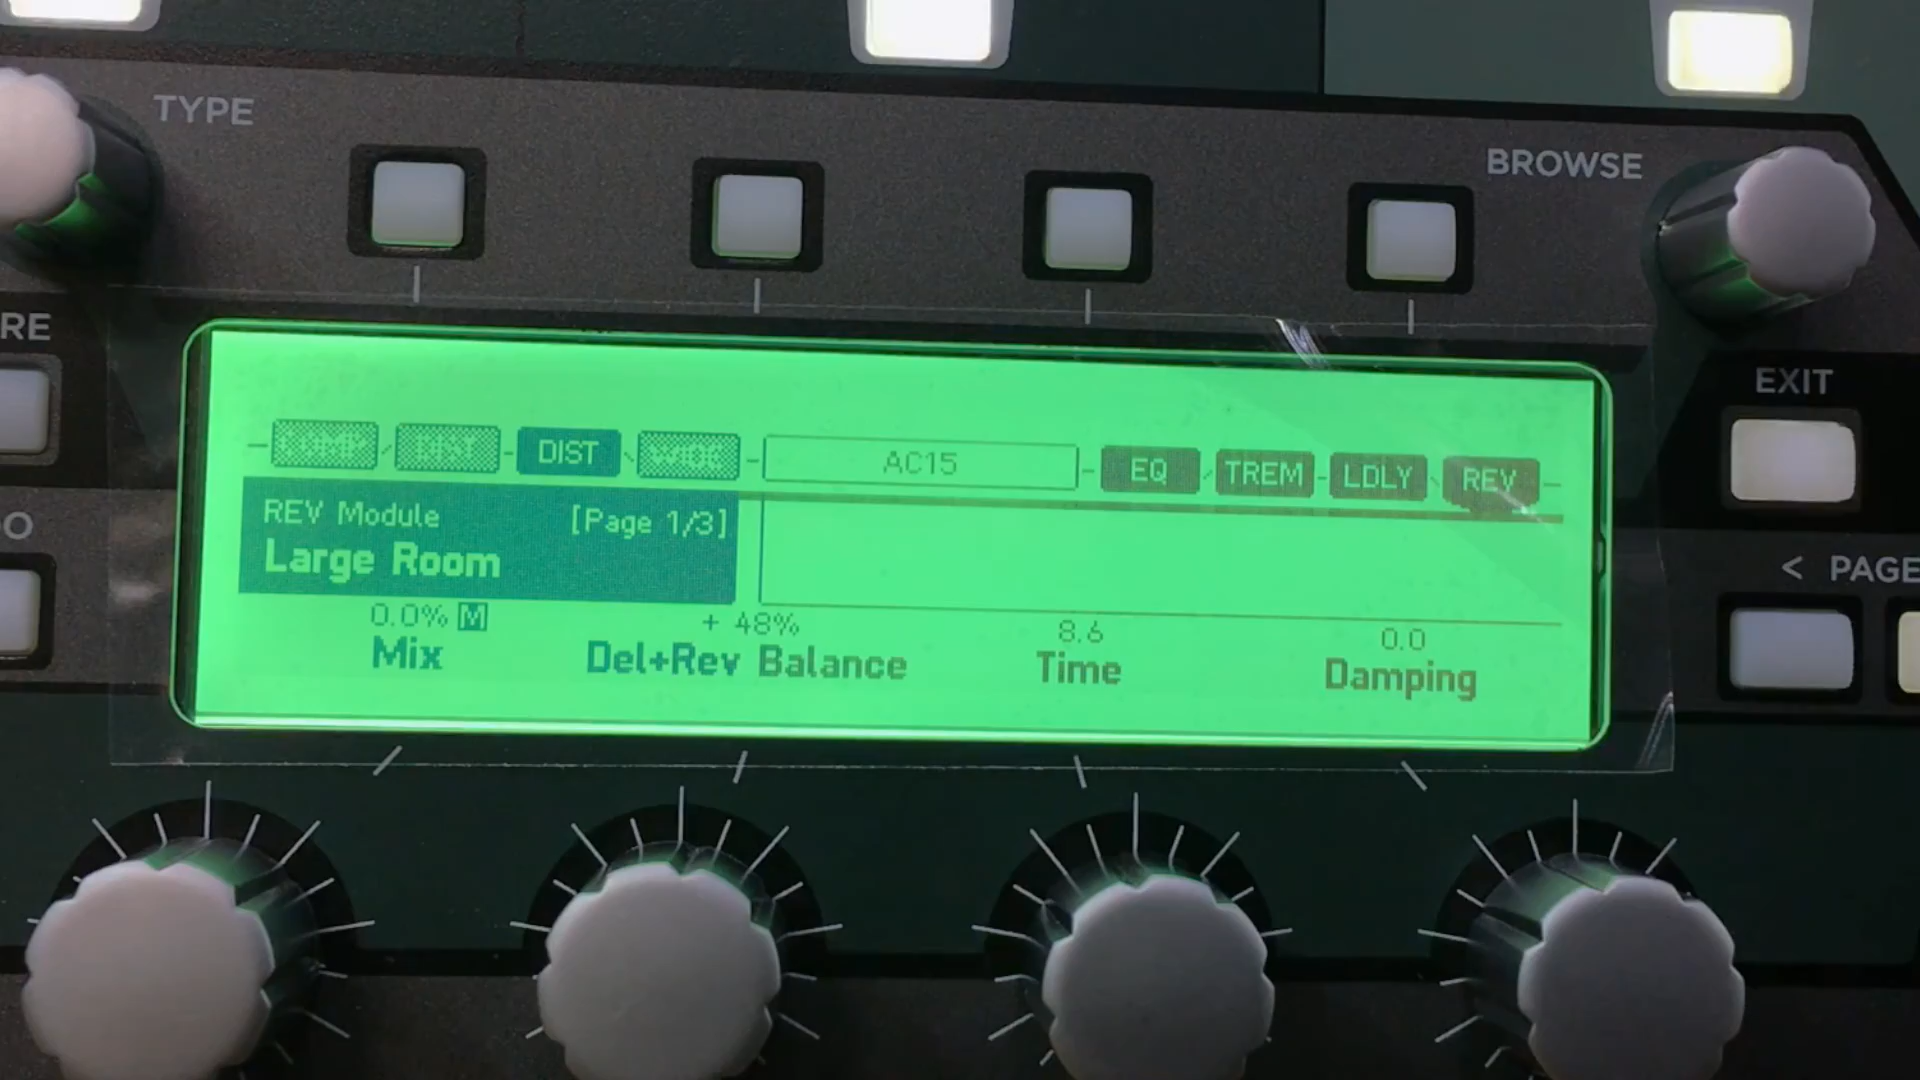 TYPE
BROWSE
RE
EXIT
DIST
AC15
EQ
TREM
LDLY
REV
REV Module [Page 1/3]
Large Room
O
< PAGE
0.0% M
+ 48%
8.6
0.0
Mix
Del+Rev Balance
Time
Damping